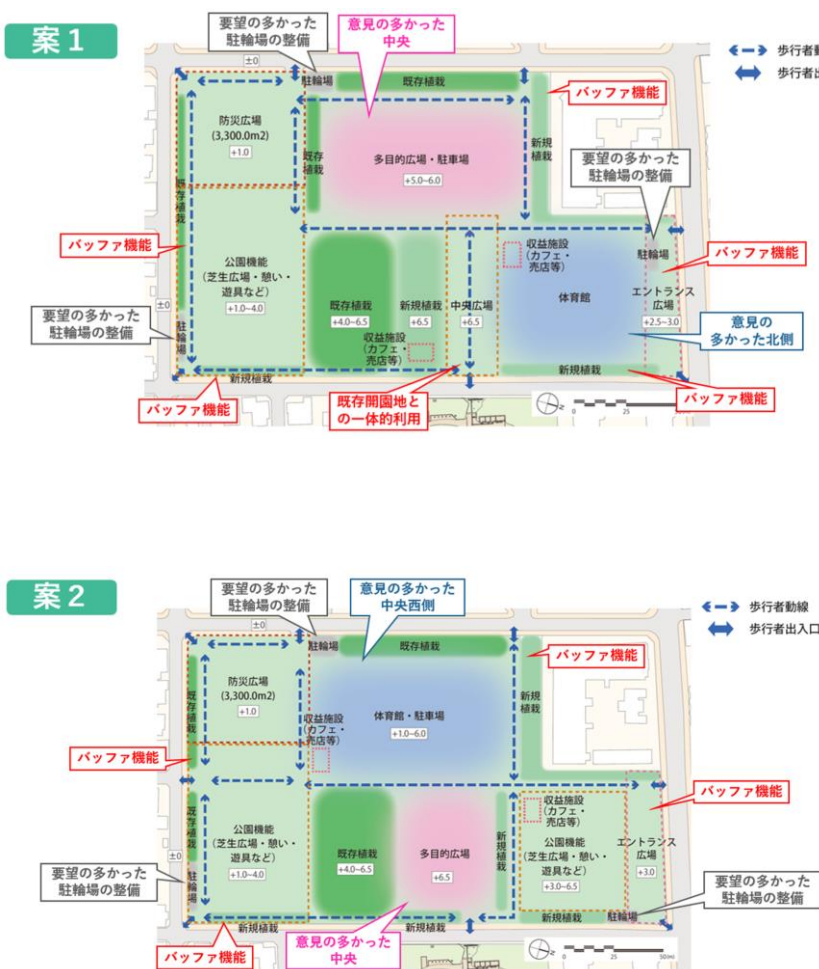 案1
要望の多かった
駐輪場の整備
意見の多かった
中央
歩行者動
歩行者出
±0
駐輪場
既存植栽
バッファ機能
防災広場
(3,300.0m2)
+1.0
既存植栽
既存植栽
多目的広場・駐車場
+5.0~6.0
新規植栽
要望の多かった
駐輪場の整備
バッファ機能
公園機能
(芝生広場・憩い・
遊具など)
+1.0~4.0
±0
要望の多かった
駐輪場の整備
駐輪場
既存植栽
+4.0~6.5
新規植栽
+6.5
収益施設
(カフェ・
売店等)
中央広場
+6.5
収益施設
(カフェ・
売店等)
体育館
駐輪場
エントランス
広場
+2.5~3.0
バッファ機能
意見の
多かった北側
新規植栽
バッファ機能
既存開園地と
の一体的利用
新規植栽
バッファ機能
N
0
25
案2
要望の多かった
駐輪場の整備
意見の多かった
中央西側
歩行者動線
歩行者出入口
±0
駐輪場
既存植栽
バッファ機能
防災広場
(3,300.0m2)
+1.0
既存植栽
収益施設
(カフェ・
売店等)
体育館・駐車場
+1.0~6.0
新規植栽
バッファ機能
バッファ機能
既存植栽
公園機能
(芝生広場・憩い・
遊具など)
+1.0~4.0
±0
要望の多かった
駐輪場の整備
駐輪場
既存植栽
+4.0~6.5
多目的広場
+6.5
新規植栽
収益施設
(カフェ・
売店等)
公園機能
(芝生広場・憩い・
遊具など)
+3.0~6.5
エントランス
広場
+3.0
要望の多かった
駐輪場の整備
新規植栽
新規植栽
新規植栽
駐輪場
バッファ機能
意見の多かった
中央
N
0
25
50(m)